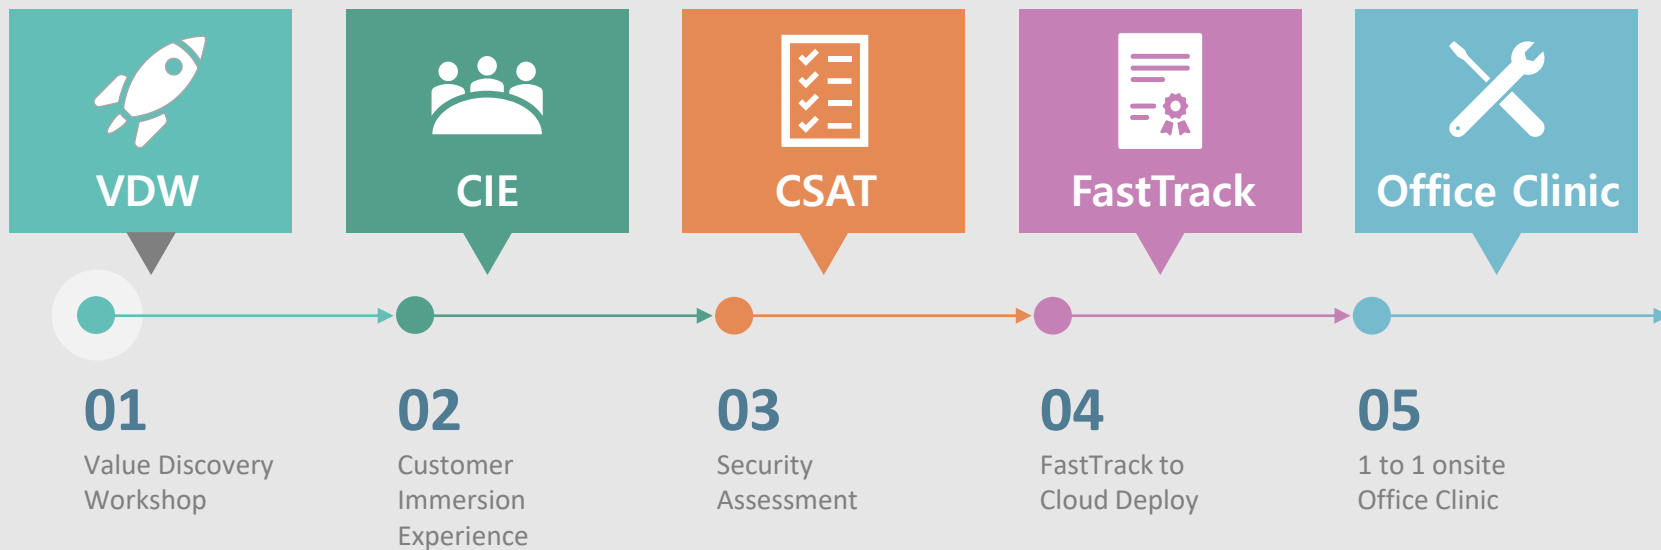 VDW
CIE
CSAT
FastTrack
Office Clinic
01
Value Discovery
Workshop
02
Customer
Immersion
Experience
03
Security
Assessment
04
FastTrack to
Cloud Deploy
05
1 to 1 onsite
Office Clinic